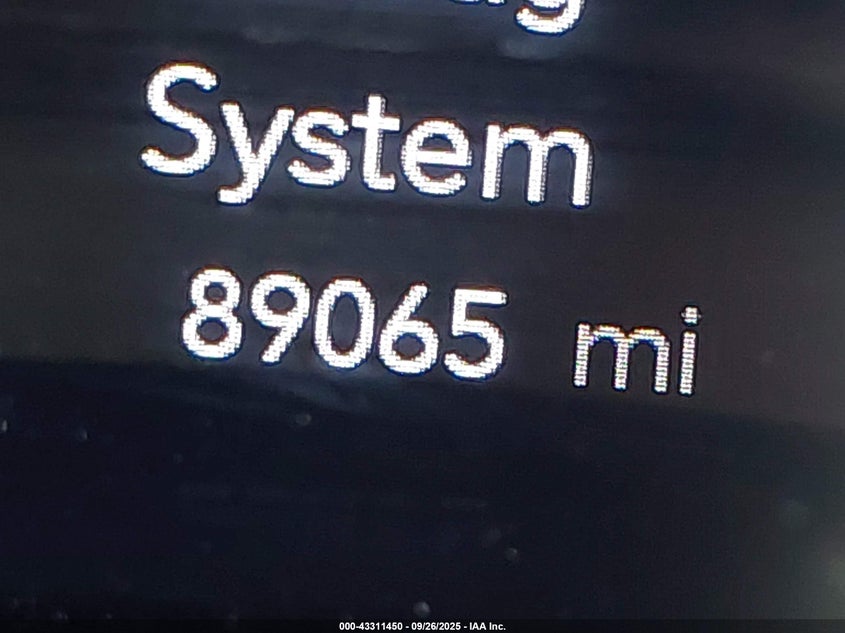 System
89065 mi
000-43311450 - 09/26/2025 - IAA Inc.